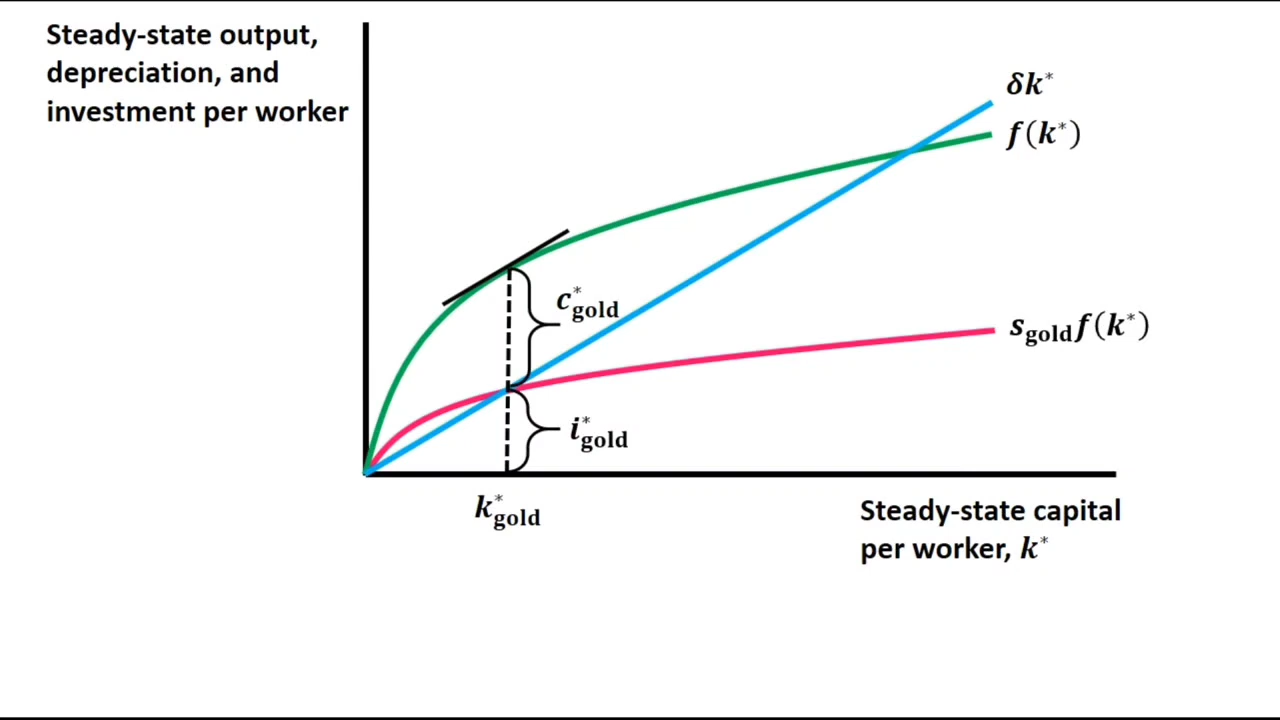 Steady-state output,
depreciation, and
investment per worker
δk*
f(k*)
c*gold
s_gold f(k*)
i*gold
k*gold
Steady-state capital
per worker, k*